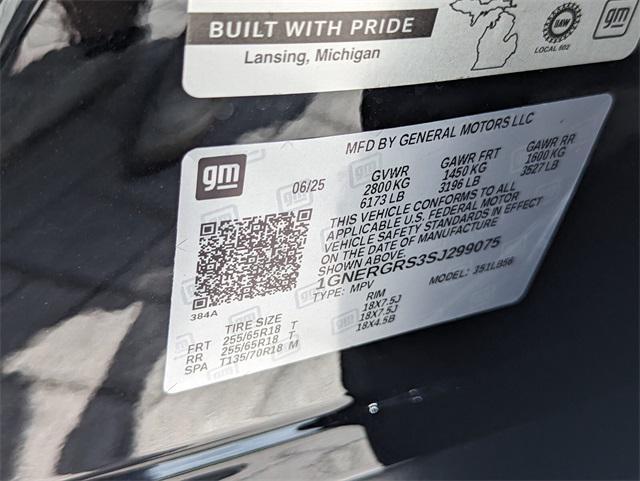 BUILT WITH PRIDE
Lansing, Michigan
UAW
LOCAL 602
gm
MFD BY GENERAL MOTORS LLC
gm
06/25
GVWR
2800 KG
6173 LB
GAWR FRT
1450 KG
3196 LB
GAWR RR
1600 KG
3527 LB
THIS VEHICLE CONFORMS TO ALL
APPLICABLE U.S. FEDERAL MOTOR
VEHICLE SAFETY STANDARDS IN EFFECT
ON THE DATE OF MANUFACTURE
SHOWN ABOVE.
1GNERGRS3SJ299075
TYPE: MPV
MODEL: 351LB56
384A
TIRE SIZE RIM
FRT 255/65R18 T 18X7.5J
RR 255/65R18 T 18X7.5J
SPA T135/70R18 M 18X4.5B